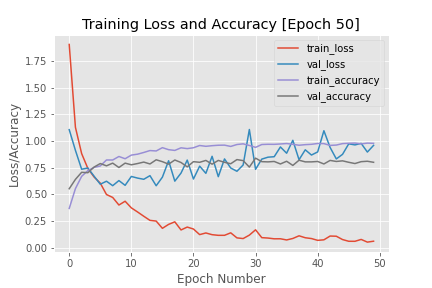 Training Loss and Accuracy [Epoch 50]
train_loss
val_loss
train_accuracy
val_accuracy
1.75
1.50
1.25
1.00
0.75
0.50
0.25
0.00
Loss/Accuracy
0 10 20 30 40 50
Epoch Number